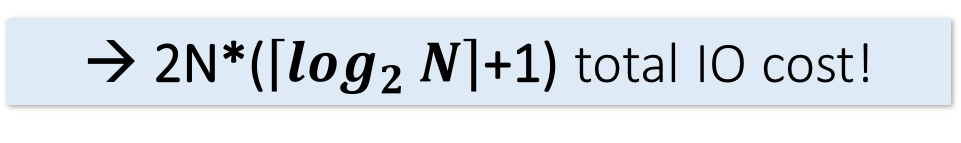 → 2N*(⌈log₂ N⌉+1) total IO cost!